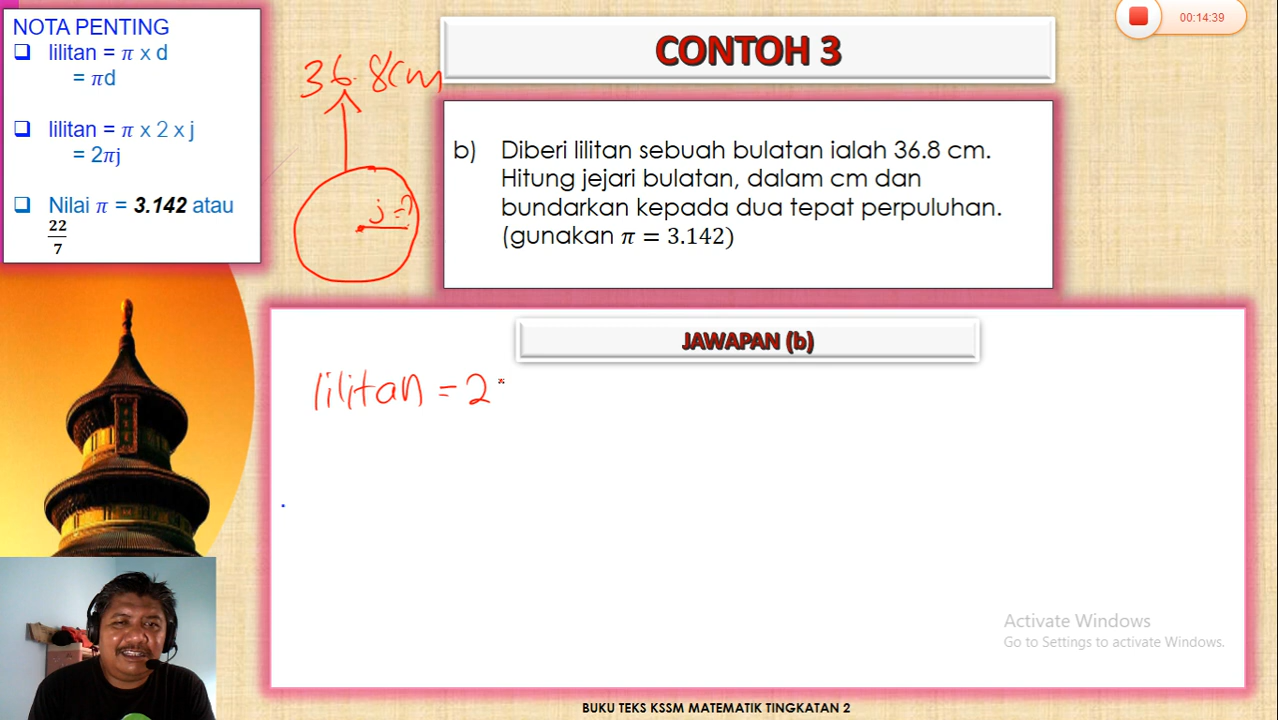 NOTA PENTING
❑ lilitan = π x d
= πd
❑ lilitan = π x 2 x j
= 2πj
❑ Nilai π = 3.142 atau
22
7
36.8cm
j=?
CONTOH 3
00:14:39
b) Diberi lilitan sebuah bulatan ialah 36.8 cm.
Hitung jejari bulatan, dalam cm dan
bundarkan kepada dua tepat perpuluhan.
(gunakan π = 3.142)
JAWAPAN (b)
lilitan = 2
Activate Windows
Go to Settings to activate Windows.
BUKU TEKS KSSM MATEMATIK TINGKATAN 2